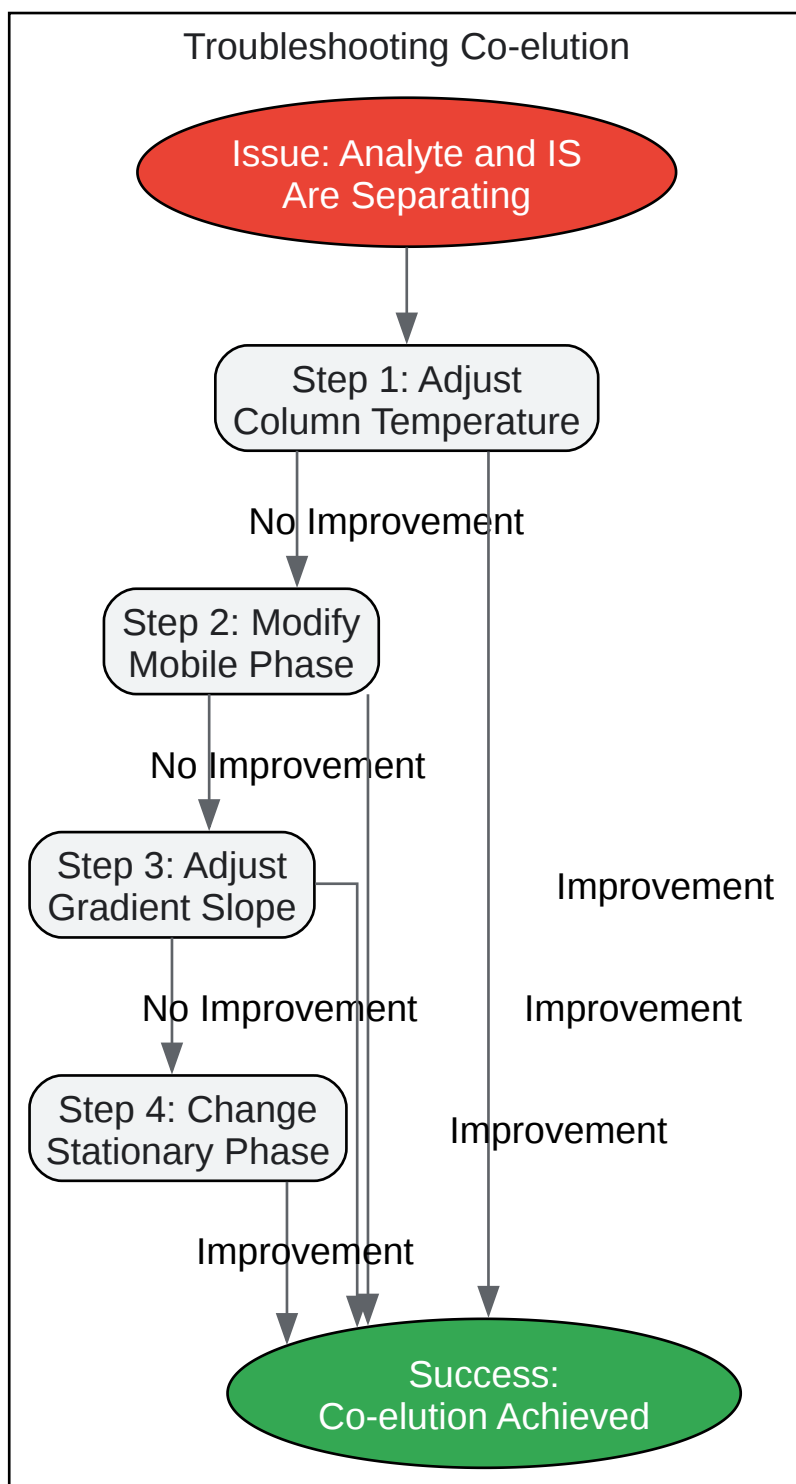 Troubleshooting Co-elution
Issue: Analyte and IS
Are Separating
Step 1: Adjust
Column Temperature
No Improvement
Step 2: Modify
Mobile Phase
No Improvement
Step 3: Adjust
Gradient Slope
Improvement
No Improvement
Improvement
Step 4: Change
Stationary Phase
Improvement
Improvement
Success:
Co-elution Achieved